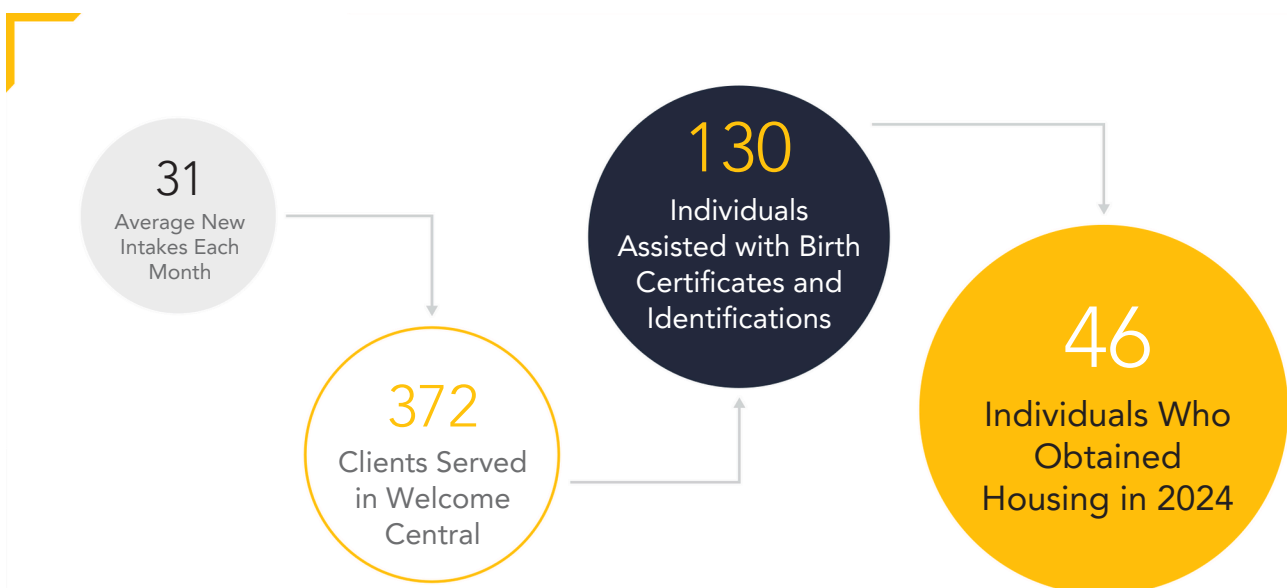 31
Average New
Intakes Each
Month
372
Clients Served
in Welcome
Central
130
Individuals
Assisted with Birth
Certificates and
Identifications
46
Individuals Who
Obtained
Housing in 2024